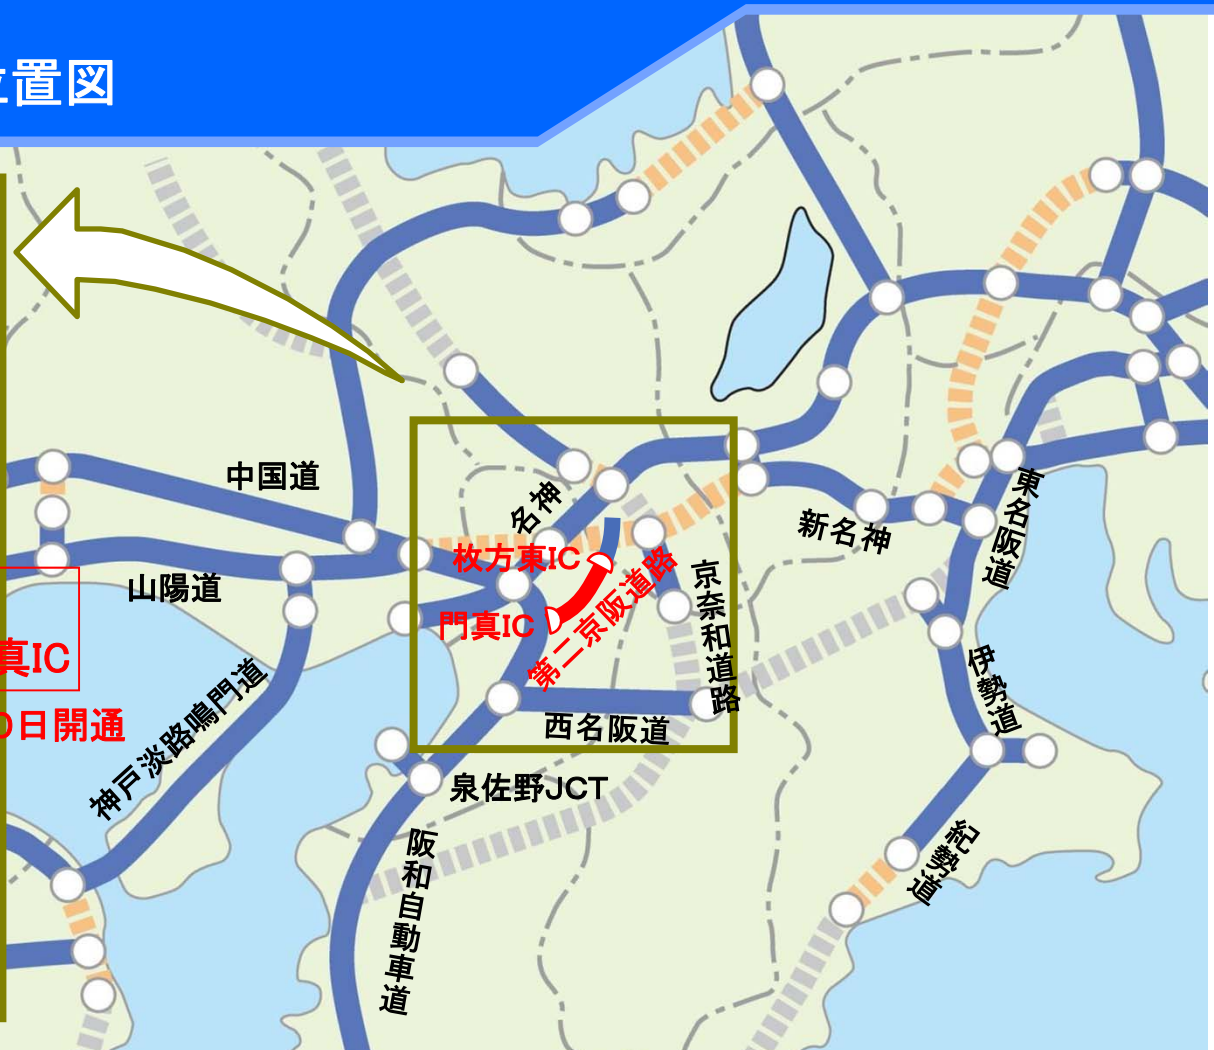 置図
中国道
名神
新名神
東名阪道
枚方東IC
山陽道
門真IC
第二京阪道路
京奈和道路
真IC
日開通
神戸淡路鳴門道
西名阪道
伊勢道
泉佐野JCT
阪和自動車道
紀勢道